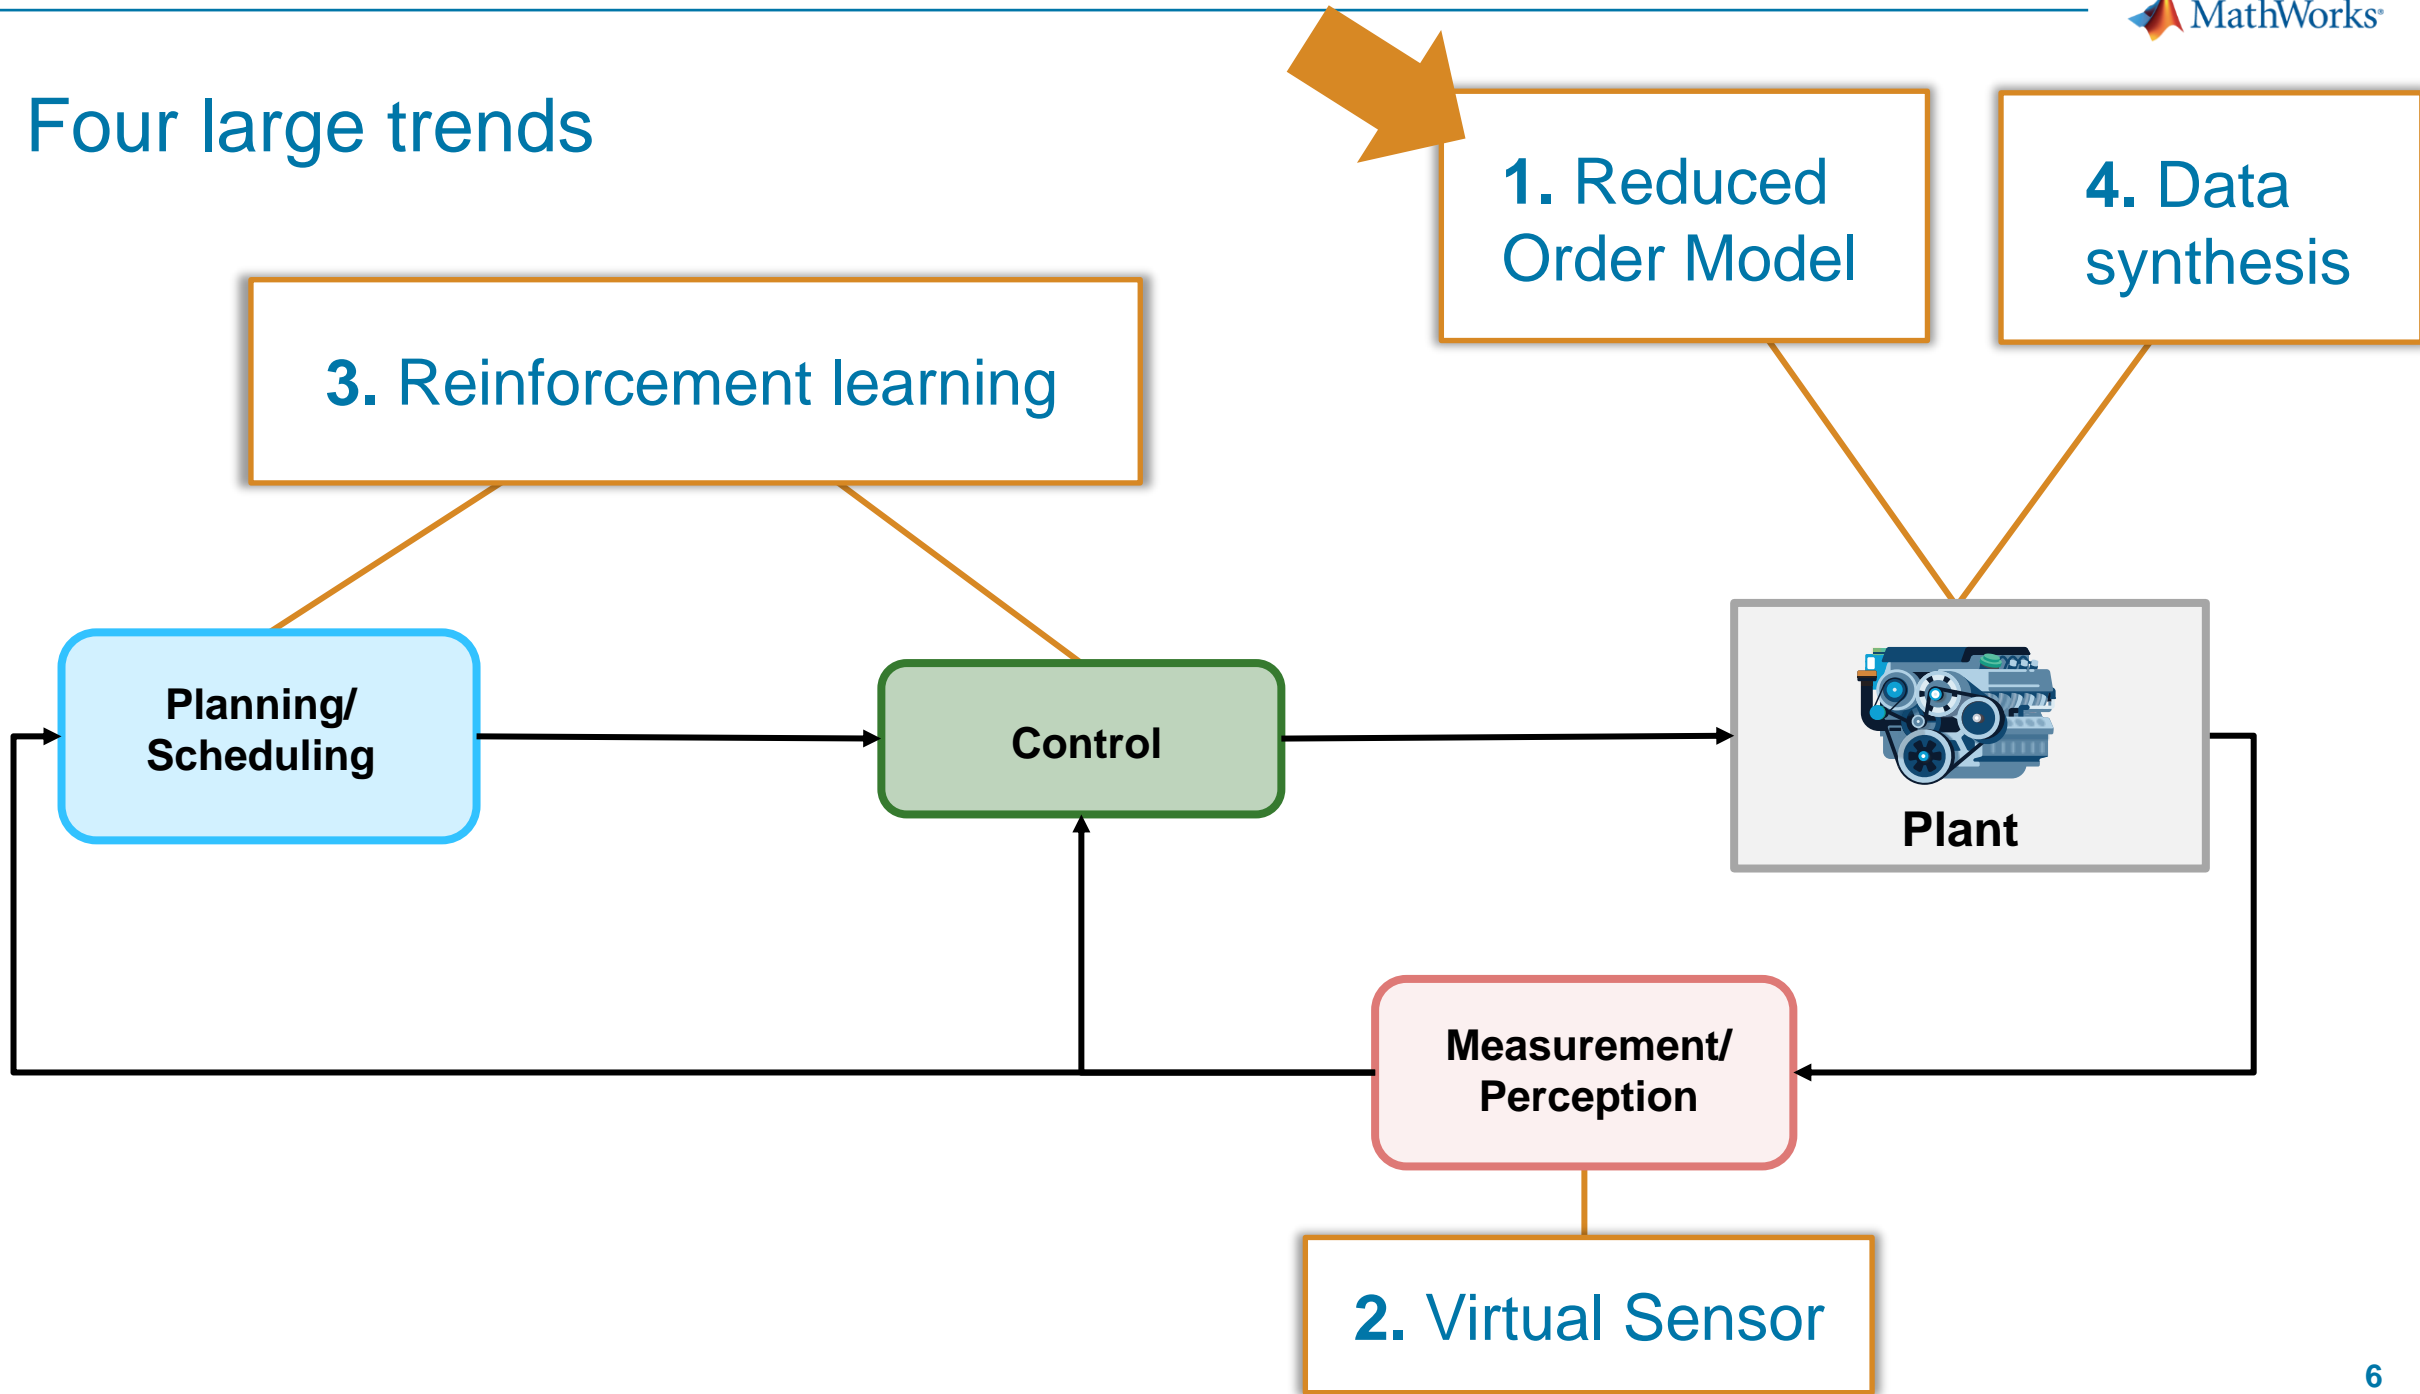 MathWorks®
Four large trends
1. Reduced
Order Model
4. Data
synthesis
3. Reinforcement learning
Planning/
Scheduling
Control
Plant
Measurement/
Perception
2. Virtual Sensor
6